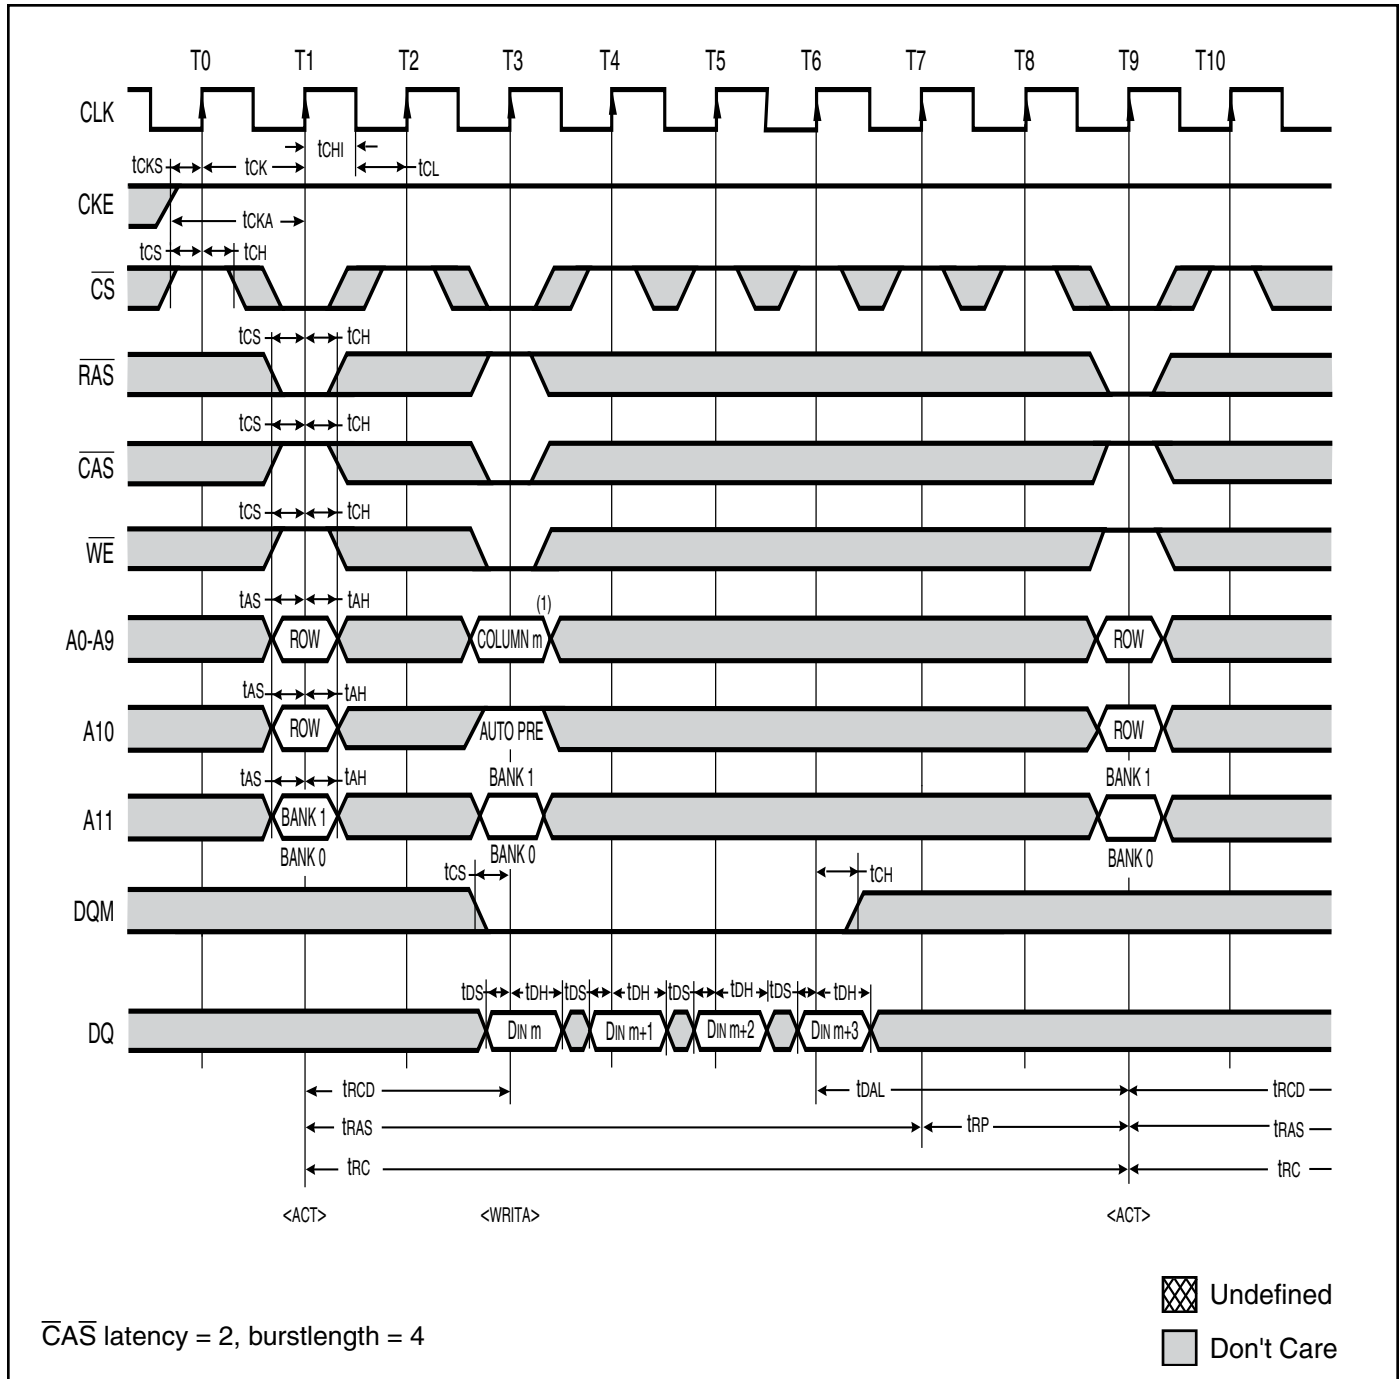 T0 T1 T2 T3 T4 T5 T6 T7 T8 T9 T10
CLK
tCHI
tCKS tCK tCL
CKE
tCKA
tCS tCH
CS
tCS tCH
RAS
tCS tCH
CAS
tCS tCH
WE
tAS tAH (1)
A0-A9 ROW COLUMN m ROW
tAS tAH
A10 ROW AUTO PRE ROW
tAS tAH BANK 1 BANK 1
A11 BANK 1
BANK 0 BANK 0 BANK 0
tCS tCH
DQM
tDS tDH tDS tDH tDS tDH tDS tDH
DQ DIN m DIN m+1 DIN m+2 DIN m+3
tRCD tDAL tRCD
tRAS tRP tRAS
tRC tRC
<ACT> <WRITA> <ACT>
Undefined
CAS latency = 2, burstlength = 4
Don't Care